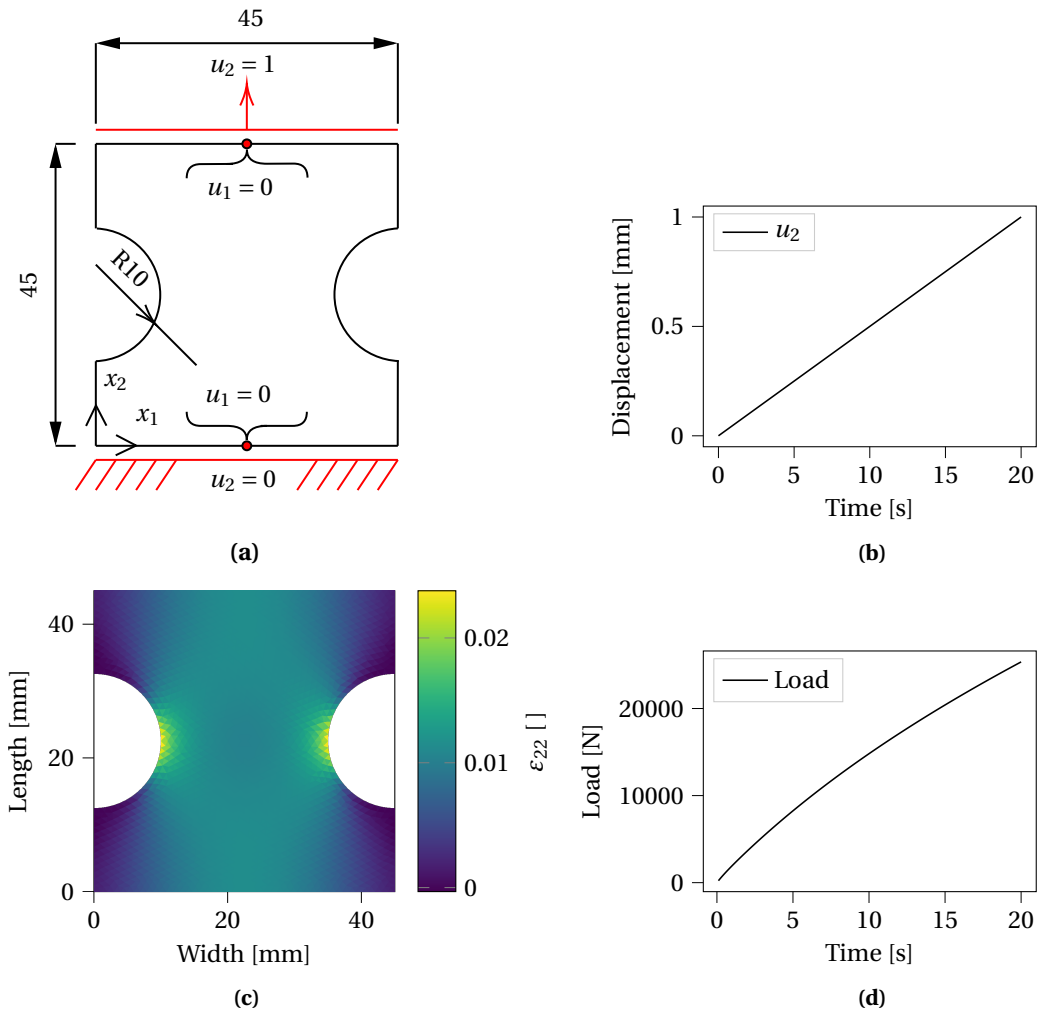 45
u₂ = 1
u₁ = 0
R10
45
x₂
u₁ = 0
x₁
u₂ = 0
(a)
Displacement [mm]
1
0.5
0
u₂
0 5 10 15 20
Time [s]
(b)
Length [mm]
40
20
0
0 20 40
Width [mm]
0.02
0.01
0
ε₂₂ [ ]
(c)
Load [N]
20000
10000
0
Load
0 5 10 15 20
Time [s]
(d)